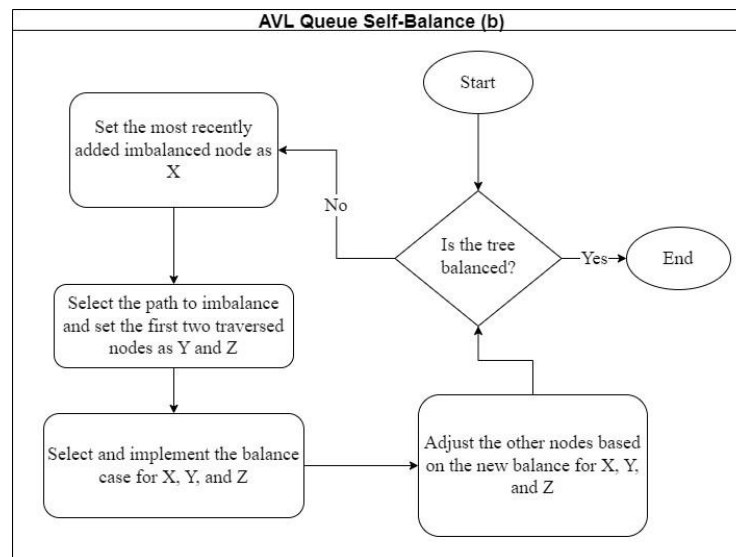 AVL Queue Self-Balance (b)
Start
Is the tree
balanced?
Yes
End
No
Set the most recently
added imbalanced node as
X
Select the path to imbalance
and set the first two traversed
nodes as Y and Z
Select and implement the balance
case for X, Y, and Z
Adjust the other nodes based
on the new balance for X, Y,
and Z